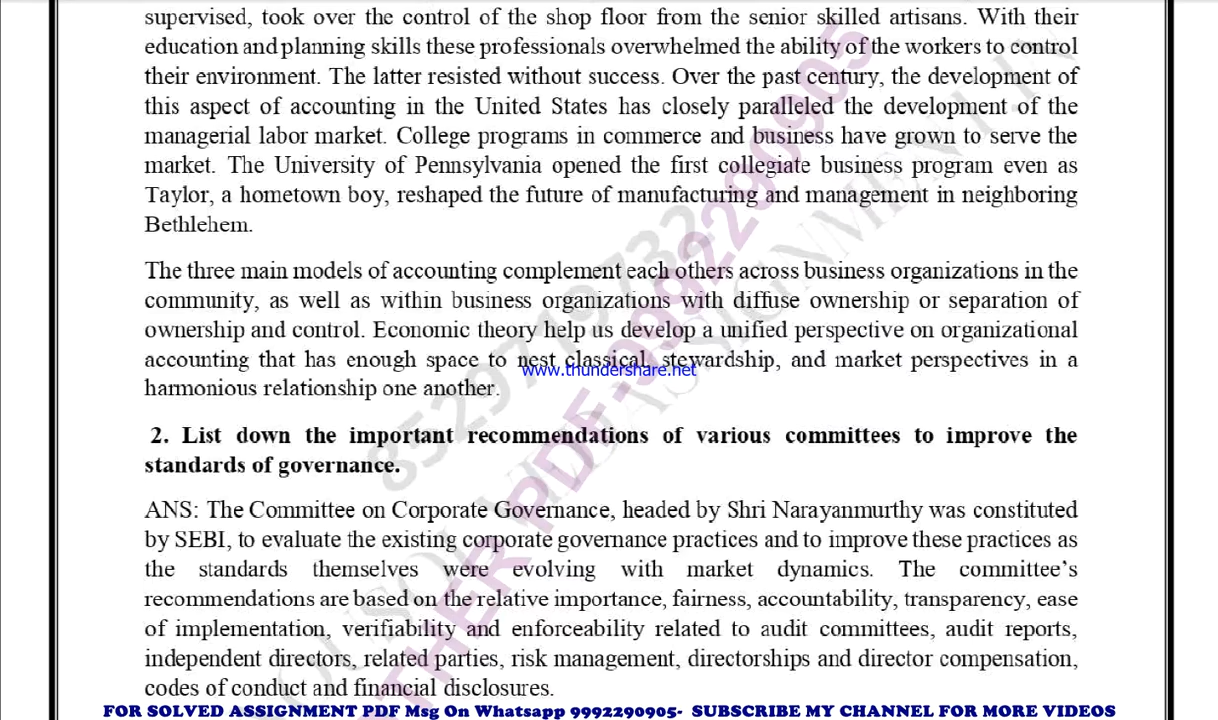 supervised, took over the control of the shop floor from the senior skilled artisans. With their
education and planning skills these professionals overwhelmed the ability of the workers to control
their environment. The latter resisted without success. Over the past century, the development of
this aspect of accounting in the United States has closely paralleled the development of the
managerial labor market. College programs in commerce and business have grown to serve the
market. The University of Pennsylvania opened the first collegiate business program even as
Taylor, a hometown boy, reshaped the future of manufacturing and management in neighboring
Bethlehem.
The three main models of accounting complement each others across business organizations in the
community, as well as within business organizations with diffuse ownership or separation of
ownership and control. Economic theory help us develop a unified perspective on organizational
accounting that has enough space to nest classical, stewardship, and market perspectives in a
www.thundershare.net
harmonious relationship one another.
2. List down the important recommendations of various committees to improve the
standards of governance.
ANS: The Committee on Corporate Governance, headed by Shri Narayanmurthy was constituted
by SEBI, to evaluate the existing corporate governance practices and to improve these practices as
the standards themselves were evolving with market dynamics. The committee's
recommendations are based on the relative importance, fairness, accountability, transparency, ease
of implementation, verifiability and enforceability related to audit committees, audit reports,
independent directors, related parties, risk management, directorships and director compensation,
codes of conduct and financial disclosures.
8529719732
PDF-9992290905
FOR SOLVED ASSIGNMENT PDF Msg On Whatsapp 9992290905- SUBSCRIBE MY CHANNEL FOR MORE VIDEOS